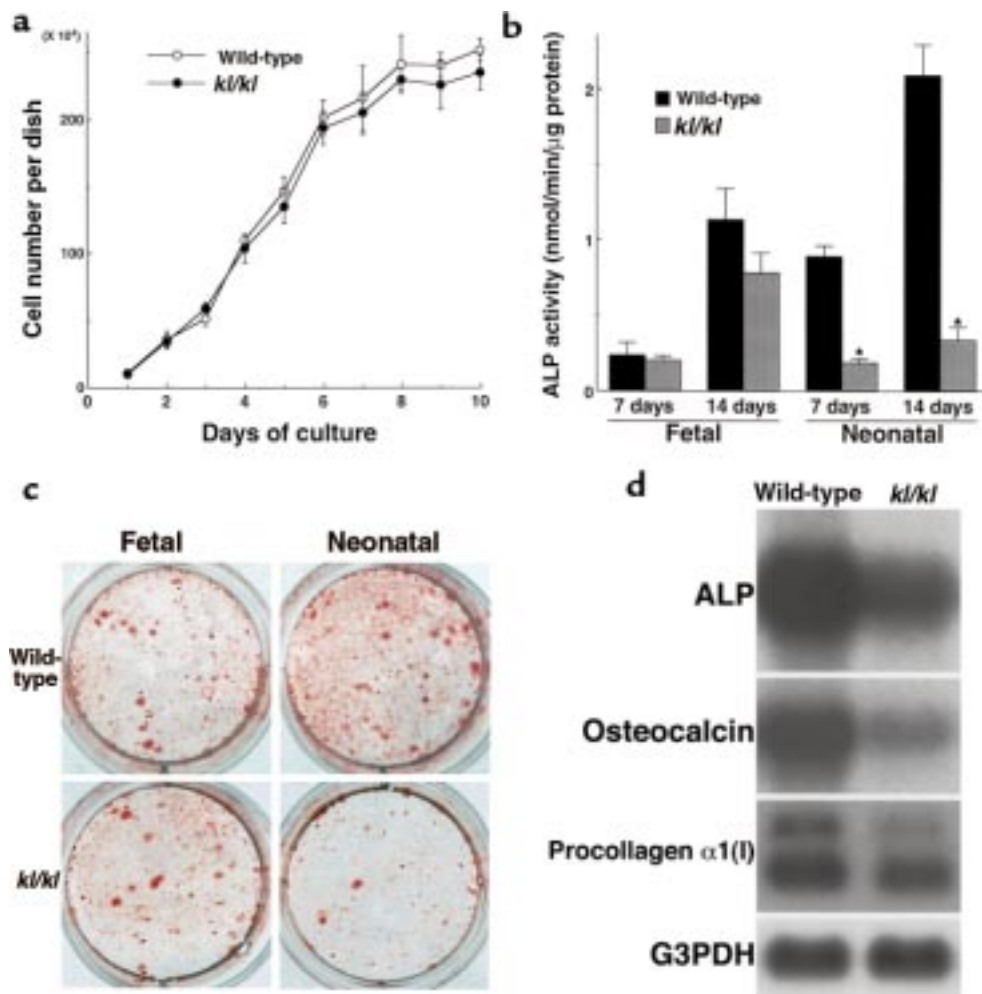 a
(X 10⁴)
Wild-type
kl/kl
200
100
0
Cell number per dish
0 2 4 6 8 10
Days of culture
b
Wild-type
kl/kl
2
1
0
ALP activity (nmol/min/μg protein)
* *
7 days 14 days 7 days 14 days
Fetal Neonatal
c
Fetal Neonatal
Wild-
type
kl/kl
d
Wild-type kl/kl
ALP
Osteocalcin
Procollagen α1(I)
G3PDH